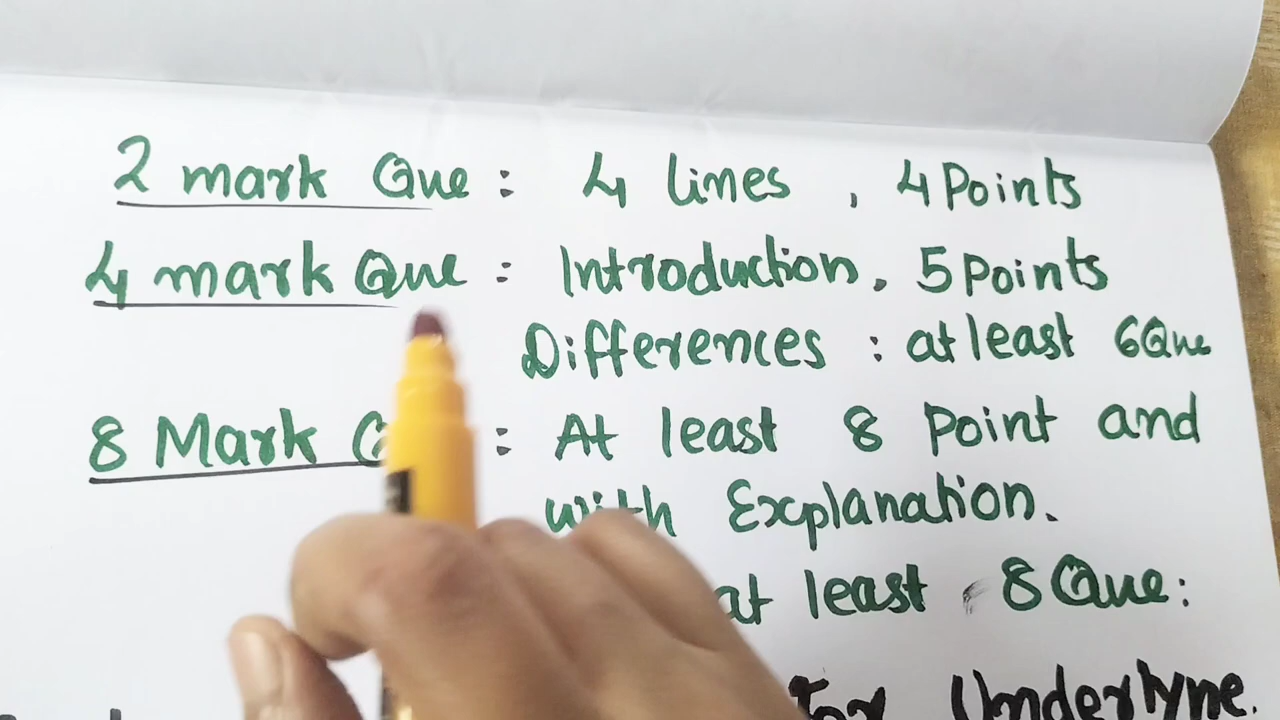 2 mark Que : 4 lines , 4 Points
4 mark Que : Introduction, 5 Points
Differences : at least 6 Que
8 Mark : At least 8 Point and
with Explanation.
at least 8 Que :
for Underlyne.